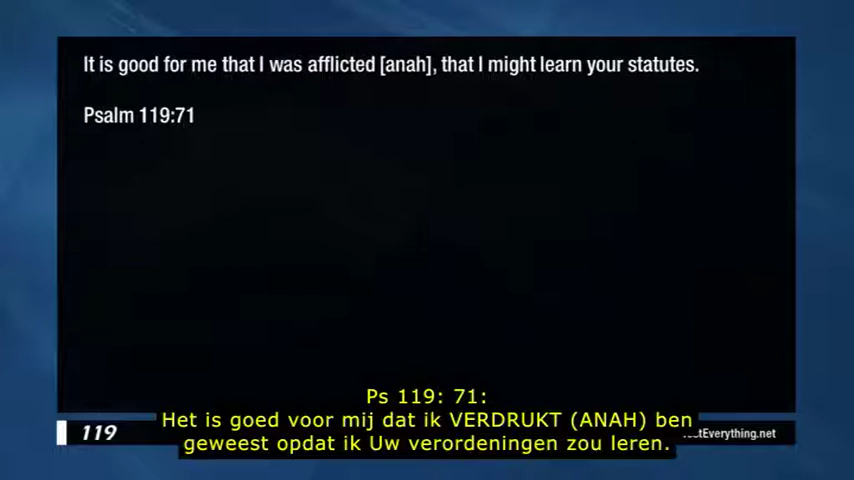 It is good for me that I was afflicted [anah], that I might learn your statutes.
Psalm 119:71
Ps 119: 71:
Het is goed voor mij dat ik VERDRUKT (ANAH) ben
geweest opdat ik Uw verordeningen zou leren.
119
stEverything.net